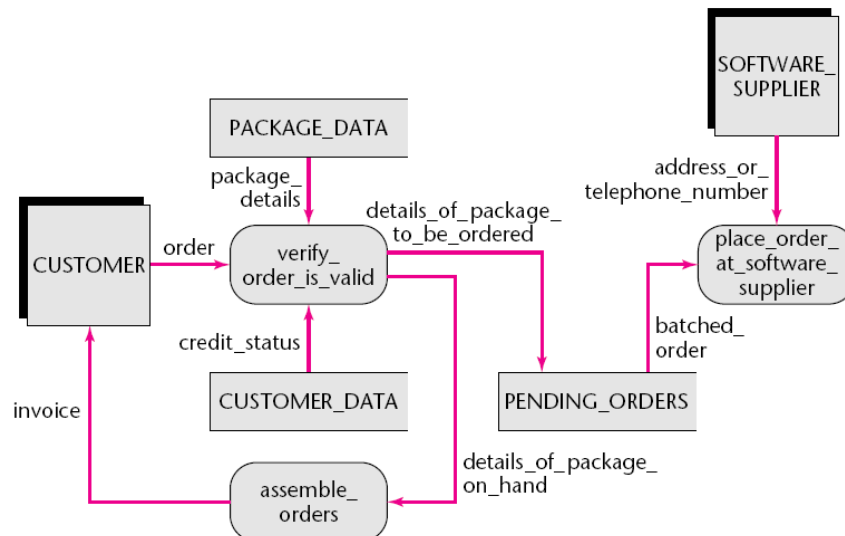 SOFTWARE_
SUPPLIER
PACKAGE_DATA
package_
details
address_or_
telephone_number
details_of_package_
to_be_ordered
CUSTOMER
order
verify_
order_is_valid
place_order_
at_software_
supplier
credit_status
batched_
order
invoice
CUSTOMER_DATA
PENDING_ORDERS
details_of_package_
on_hand
assemble_
orders